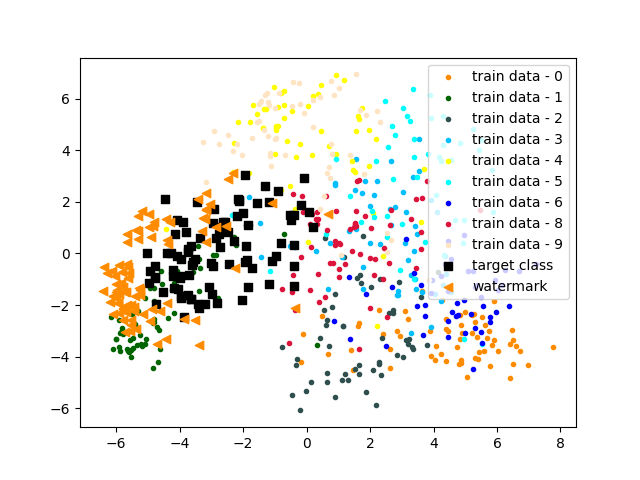 train data - 0
train data - 1
train data - 2
train data - 3
train data - 4
train data - 5
train data - 6
train data - 8
train data - 9
target class
watermark
6
4
2
0
−2
−4
−6
−6 −4 −2 0 2 4 6 8